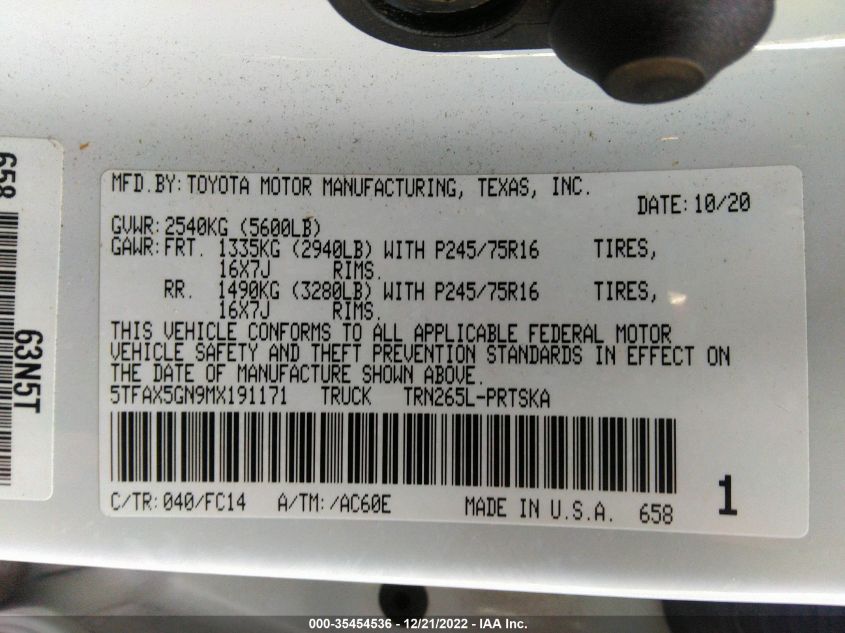 658
63N5T
MFD.BY:TOYOTA MOTOR MANUFACTURING, TEXAS, INC.
DATE:10/20
GVWR:2540KG (5600LB)
GAWR:FRT. 1335KG (2940LB) WITH P245/75R16 TIRES,
16X7J RIMS.
RR. 1490KG (3280LB) WITH P245/75R16 TIRES,
16X7J RIMS.
THIS VEHICLE CONFORMS TO ALL APPLICABLE FEDERAL MOTOR
VEHICLE SAFETY AND THEFT PREVENTION STANDARDS IN EFFECT ON
THE DATE OF MANUFACTURE SHOWN ABOVE.
5TFAX5GN9MX191171 TRUCK TRN265L-PRTSKA
C/TR:040/FC14 A/TM:/AC60E MADE IN U.S.A. 658 1
000-35454536 - 12/21/2022 - IAA Inc.